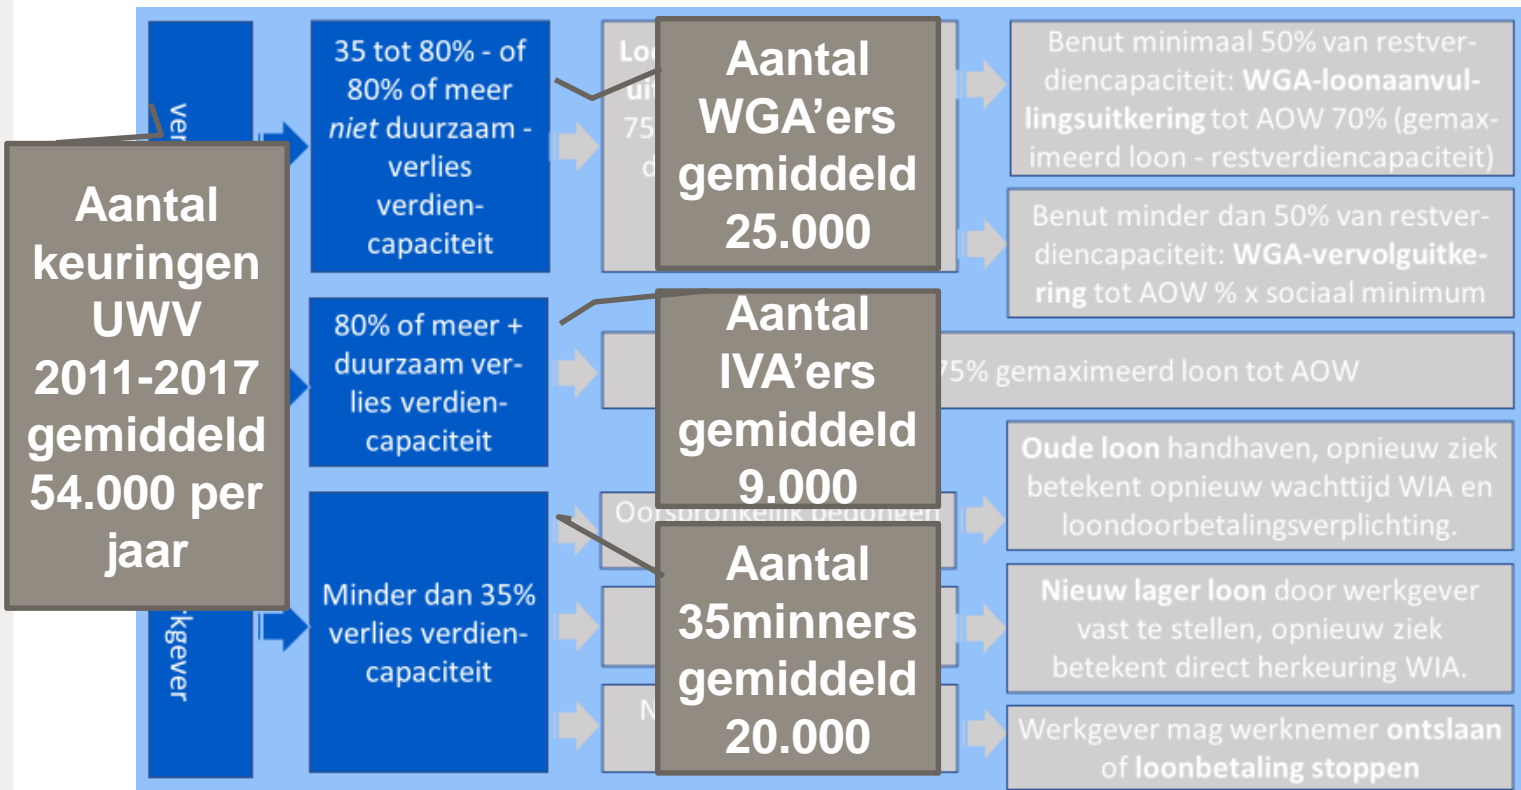 Aantal
keuringen
UWV
2011-2017
gemiddeld
54.000 per
jaar
35 tot 80% - of
80% of meer
niet duurzaam -
verlies
verdien-
capaciteit
Aantal
WGA’ers
gemiddeld
25.000
75
Benut minimaal 50% van restver-
diencapaciteit: WGA-loonaanvul-
lingsuitkering tot AOW 70% (gemax-
imeerd loon - restverdiencapaciteit)
Benut minder dan 50% van restver-
diencapaciteit: WGA-vervolguitke-
ring tot AOW % x sociaal minimum
80% of meer +
duurzaam ver-
lies verdien-
capaciteit
Aantal
IVA’ers
gemiddeld
9.000
75% gemaximeerd loon tot AOW
Minder dan 35%
verlies verdien-
capaciteit
Oorspronkelijk bedongen
Aantal
35minners
gemiddeld
20.000
Oude loon handhaven, opnieuw ziek
betekent opnieuw wachttijd WIA en
loondoorbetalingsverplichting.
Nieuw lager loon door werkgever
vast te stellen, opnieuw ziek
betekent direct herkeuring WIA.
Werkgever mag werknemer ontslaan
of loonbetaling stoppen